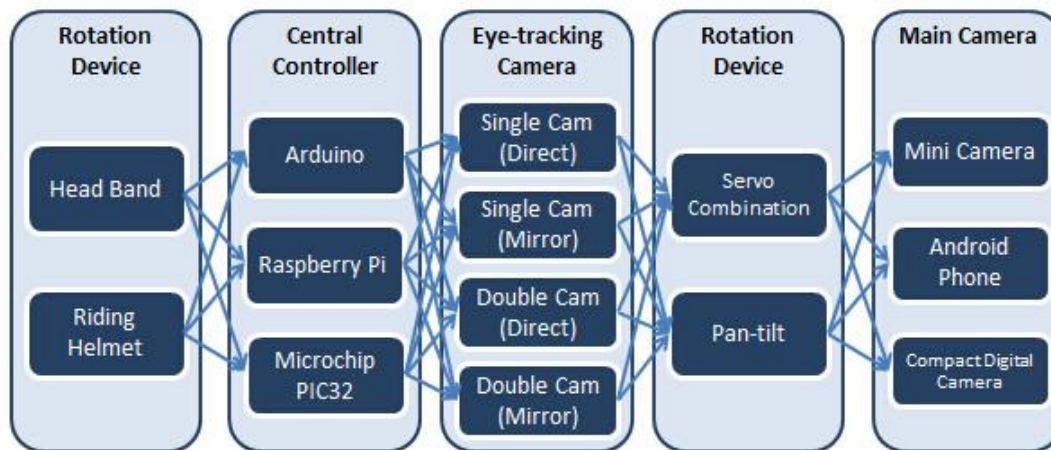 Rotation
Device
Head Band
Riding
Helmet
Central
Controller
Arduino
Raspberry Pi
Microchip
PIC32
Eye-tracking
Camera
Single Cam
(Direct)
Single Cam
(Mirror)
Double Cam
(Direct)
Double Cam
(Mirror)
Rotation
Device
Servo
Combination
Pan-tilt
Main Camera
Mini Camera
Android
Phone
Compact Digital
Camera